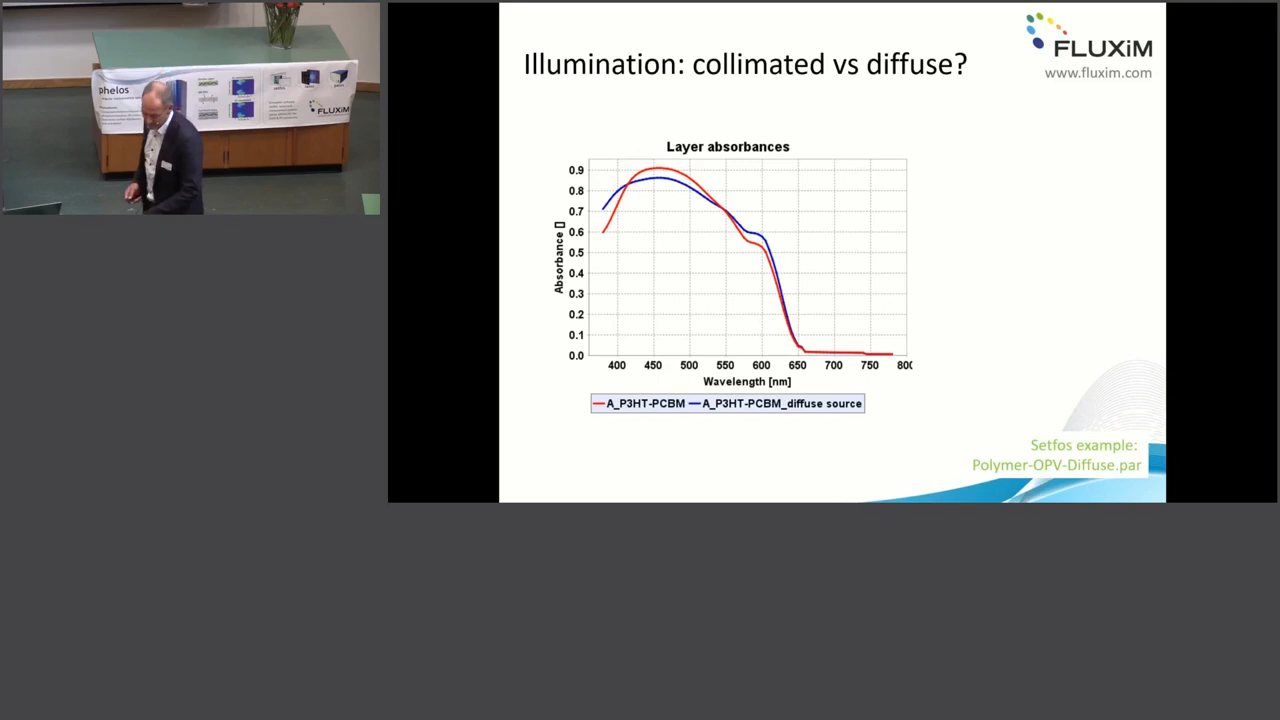 phelos
FLUXiM
Illumination: collimated vs diffuse?
FLUXiM
www.fluxim.com
Layer absorbances
Absorbance []
0.9
0.8
0.7
0.6
0.5
0.4
0.3
0.2
0.1
0.0
400 450 500 550 600 650 700 750 800
Wavelength [nm]
A_P3HT-PCBM A_P3HT-PCBM_diffuse source
Setfos example:
Polymer-OPV-Diffuse.par